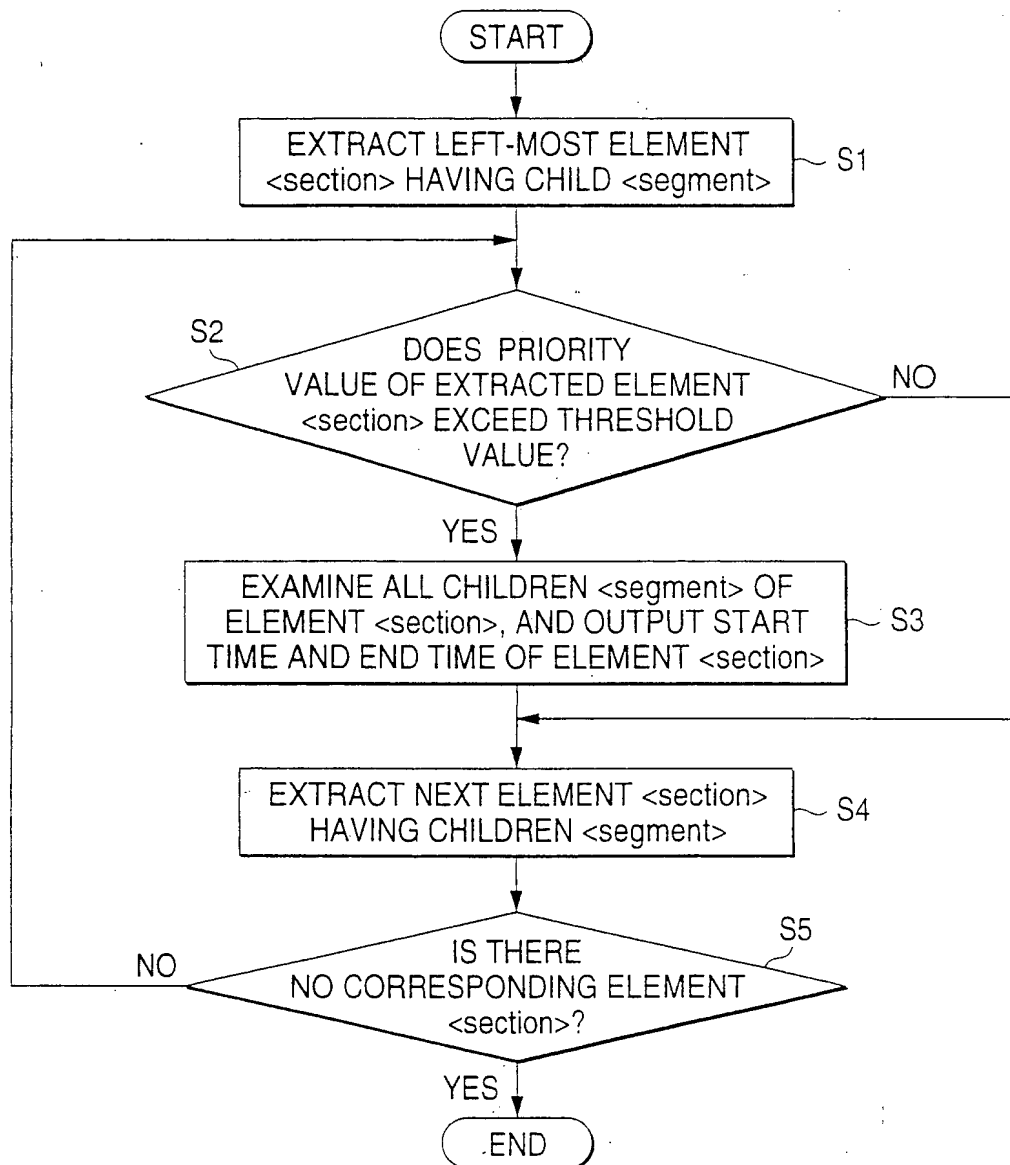 START
EXTRACT LEFT-MOST ELEMENT
<section> HAVING CHILD <segment>
S1
S2
DOES PRIORITY
VALUE OF EXTRACTED ELEMENT
<section> EXCEED THRESHOLD
VALUE?
NO
YES
EXAMINE ALL CHILDREN <segment> OF
ELEMENT <section>, AND OUTPUT START
TIME AND END TIME OF ELEMENT <section>
S3
EXTRACT NEXT ELEMENT <section>
HAVING CHILDREN <segment>
S4
S5
IS THERE
NO CORRESPONDING ELEMENT
<section>?
NO
YES
END